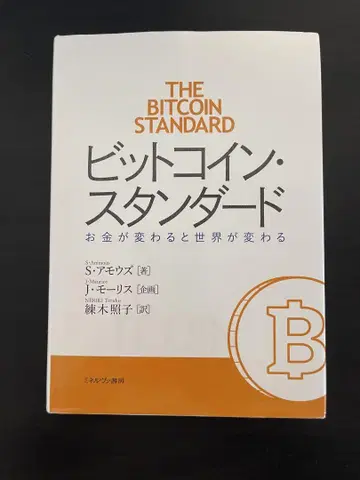 THE
BITCOIN
STANDARD
ビットコイン・
スタンダード
お金が変わると世界が変わる
S・アモウズ［著］
J・モーリス［企画］
NERIKI Teruko
練木照子［訳］
ミネルヴァ書房